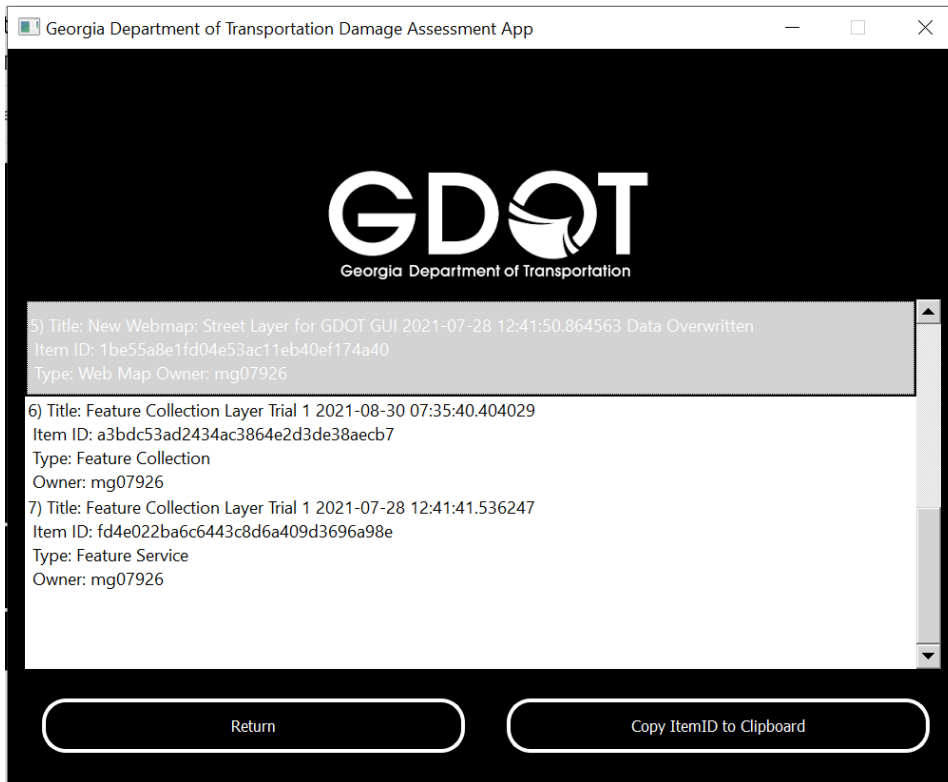 Georgia Department of Transportation Damage Assessment App
GDOT
Georgia Department of Transportation
5) Title: New Webmap: Street Layer for GDOT GUI 2021-07-28 12:41:50.864563 Data Overwritten
Item ID: 1be55a8e1fd04e53ac11eb40ef174a40
Type: Web Map Owner: mg07926
6) Title: Feature Collection Layer Trial 1 2021-08-30 07:35:40.404029
Item ID: a3bdc53ad2434ac3864e2d3de38aecb7
Type: Feature Collection
Owner: mg07926
7) Title: Feature Collection Layer Trial 1 2021-07-28 12:41:41.536247
Item ID: fd4e022ba6c6443c8d6a409d3696a98e
Type: Feature Service
Owner: mg07926
Return
Copy ItemID to Clipboard